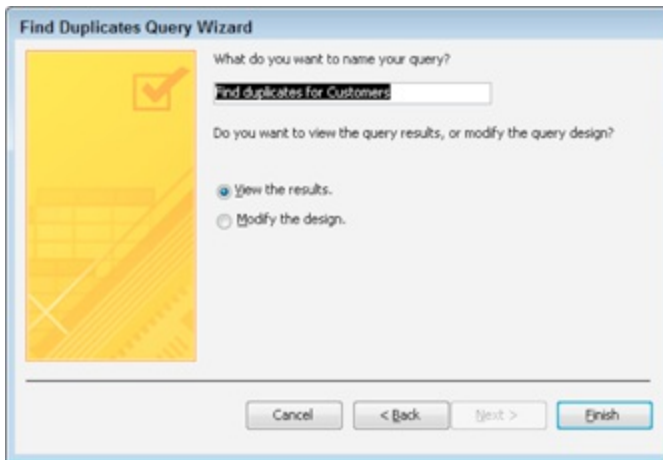 Find Duplicates Query Wizard
What do you want to name your query?
Find duplicates for Customers
Do you want to view the query results, or modify the query design?
View the results.
Modify the design.
Cancel
< Back
Next >
Finish